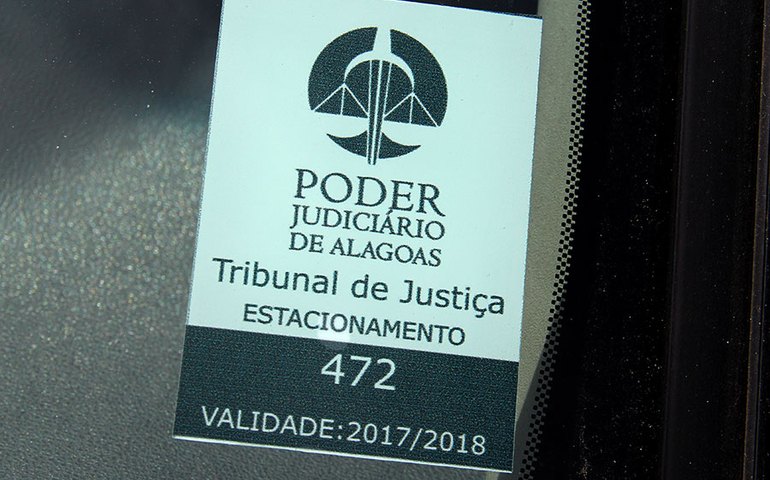 PODER
JUDICIÁRIO
DE ALAGOAS
Tribunal de Justiça
ESTACIONAMENTO
472
VALIDADE:2017/2018